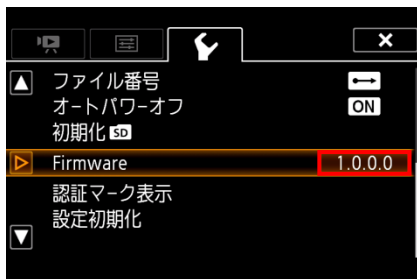 ファイル番号
オートパワーオフ ON
初期化 SD
Firmware 1.0.0.0
認証マーク表示
設定初期化